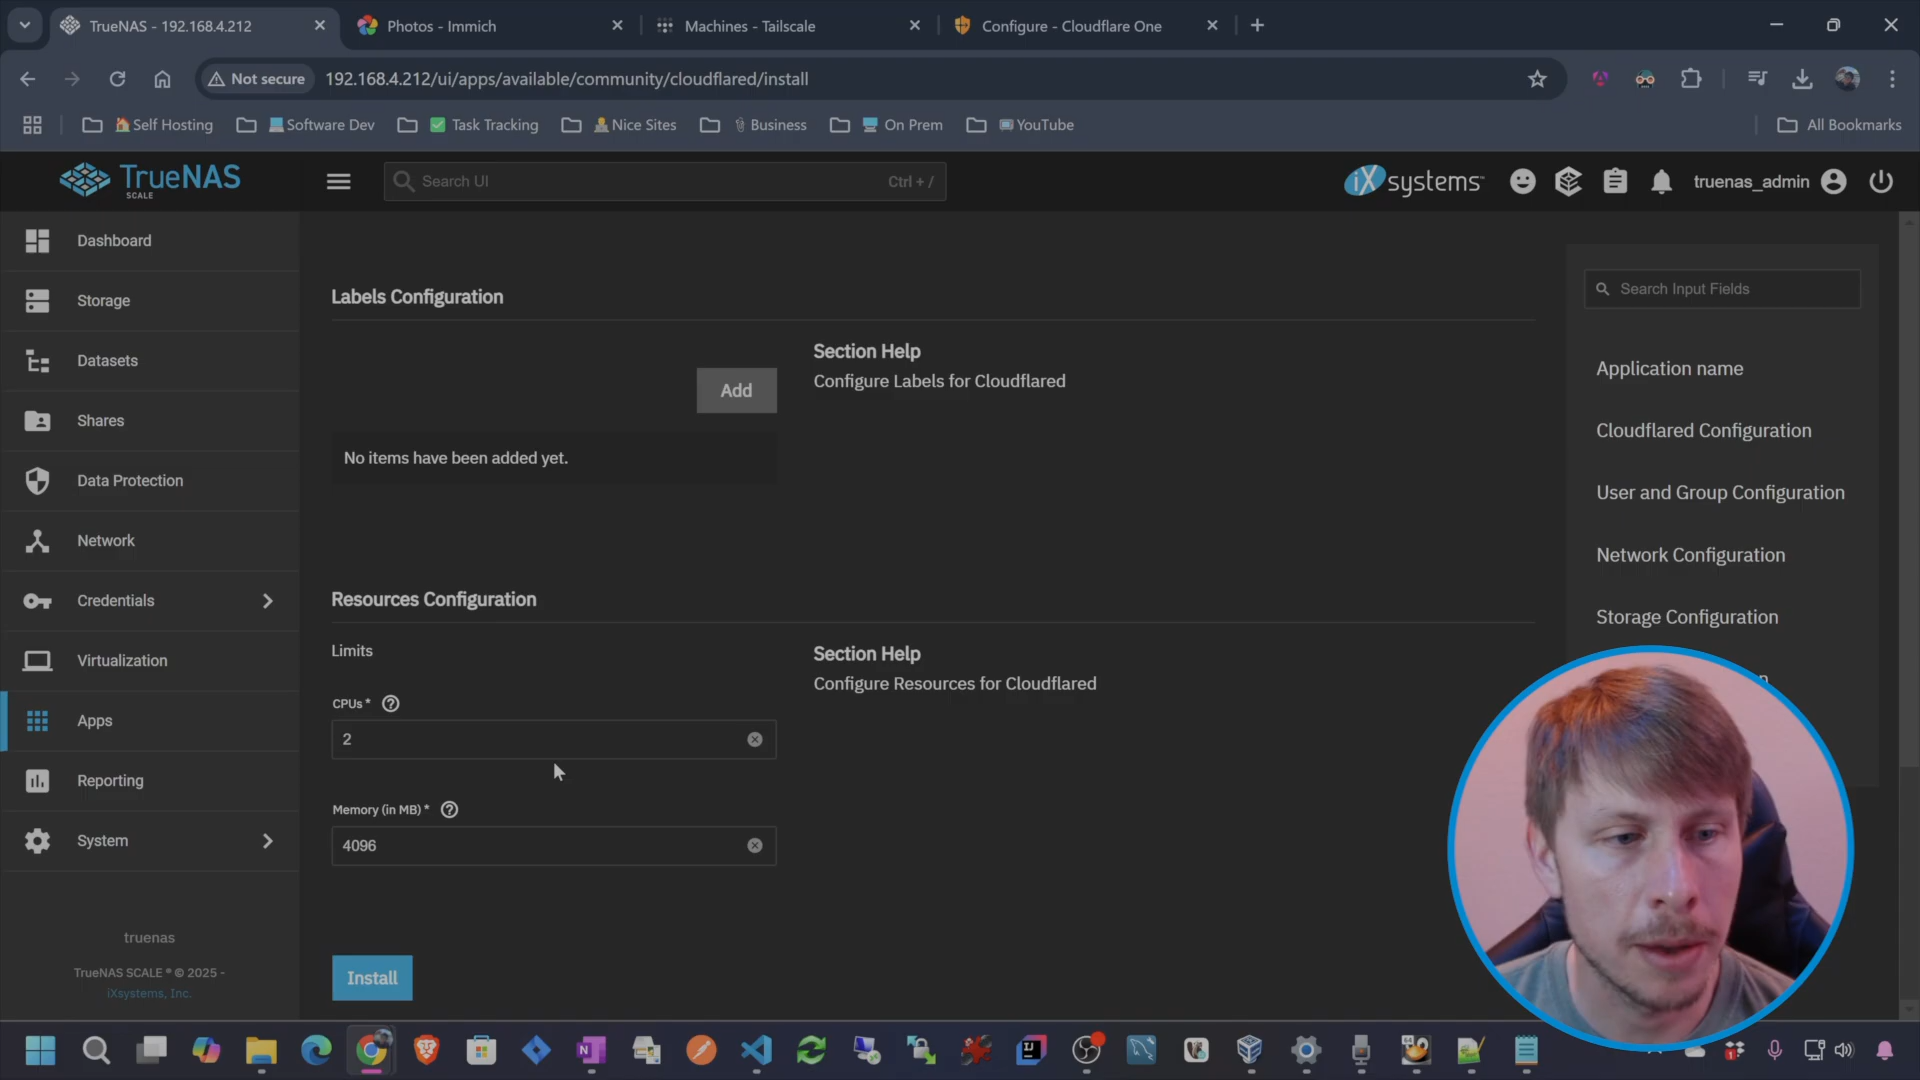 TrueNAS - 192.168.4.212
Photos - Immich
Machines - Tailscale
Configure - Cloudflare One
Not secure
192.168.4.212/ui/apps/available/community/cloudflared/install
Self Hosting
Software Dev
Task Tracking
Nice Sites
Business
On Prem
YouTube
All Bookmarks
TrueNAS
SCALE
Search UI
Ctrl + /
iXsystems
truenas_admin
Dashboard
Storage
Datasets
Shares
Data Protection
Network
Credentials
Virtualization
Apps
Reporting
System
truenas
TrueNAS SCALE ® © 2025 -
iXsystems, Inc.
Labels Configuration
Add
No items have been added yet.
Section Help
Configure Labels for Cloudflared
Resources Configuration
Limits
CPUs *
2
Memory (in MB) *
4096
Section Help
Configure Resources for Cloudflared
Install
Search Input Fields
Application name
Cloudflared Configuration
User and Group Configuration
Network Configuration
Storage Configuration